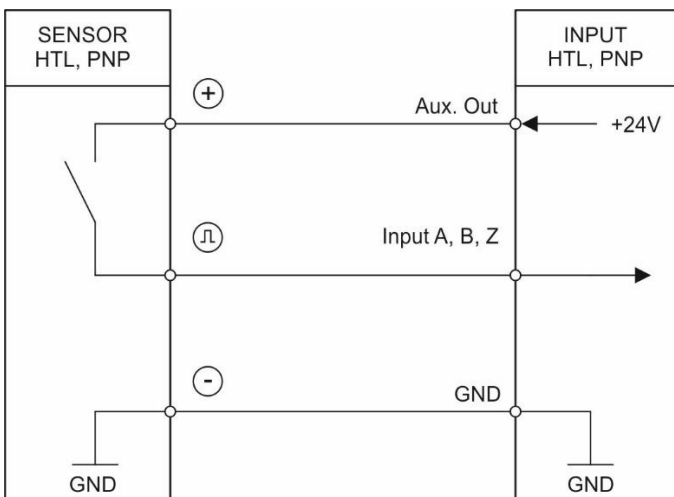 SENSOR
HTL, PNP
INPUT
HTL, PNP
+
Aux. Out
+24V
Input A, B, Z
-
GND
GND
GND